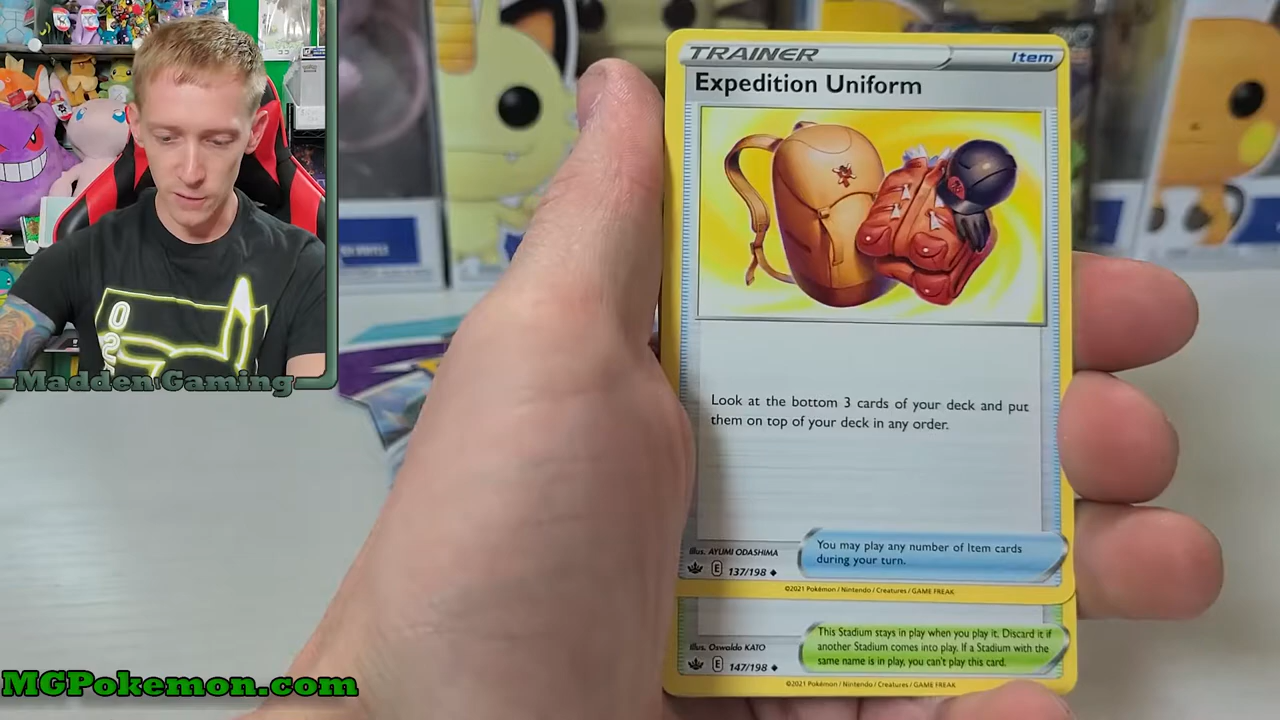 TRAINER
Item
Expedition Uniform
Look at the bottom 3 cards of your deck and put
them on top of your deck in any order.
Illus. AYUMI ODASHIMA
E 137/198
You may play any number of Item cards
during your turn.
©2021 Pokémon / Nintendo / Creatures / GAME FREAK
This Stadium stays in play when you play it. Discard it if
another Stadium comes into play. If a Stadium with the
same name is in play, you can't play this card.
Illus. Oswaldo KATO
E 147/198
©2021 Pokémon / Nintendo / Creatures / GAME FREAK
Madden Gaming
MGPokemon.com